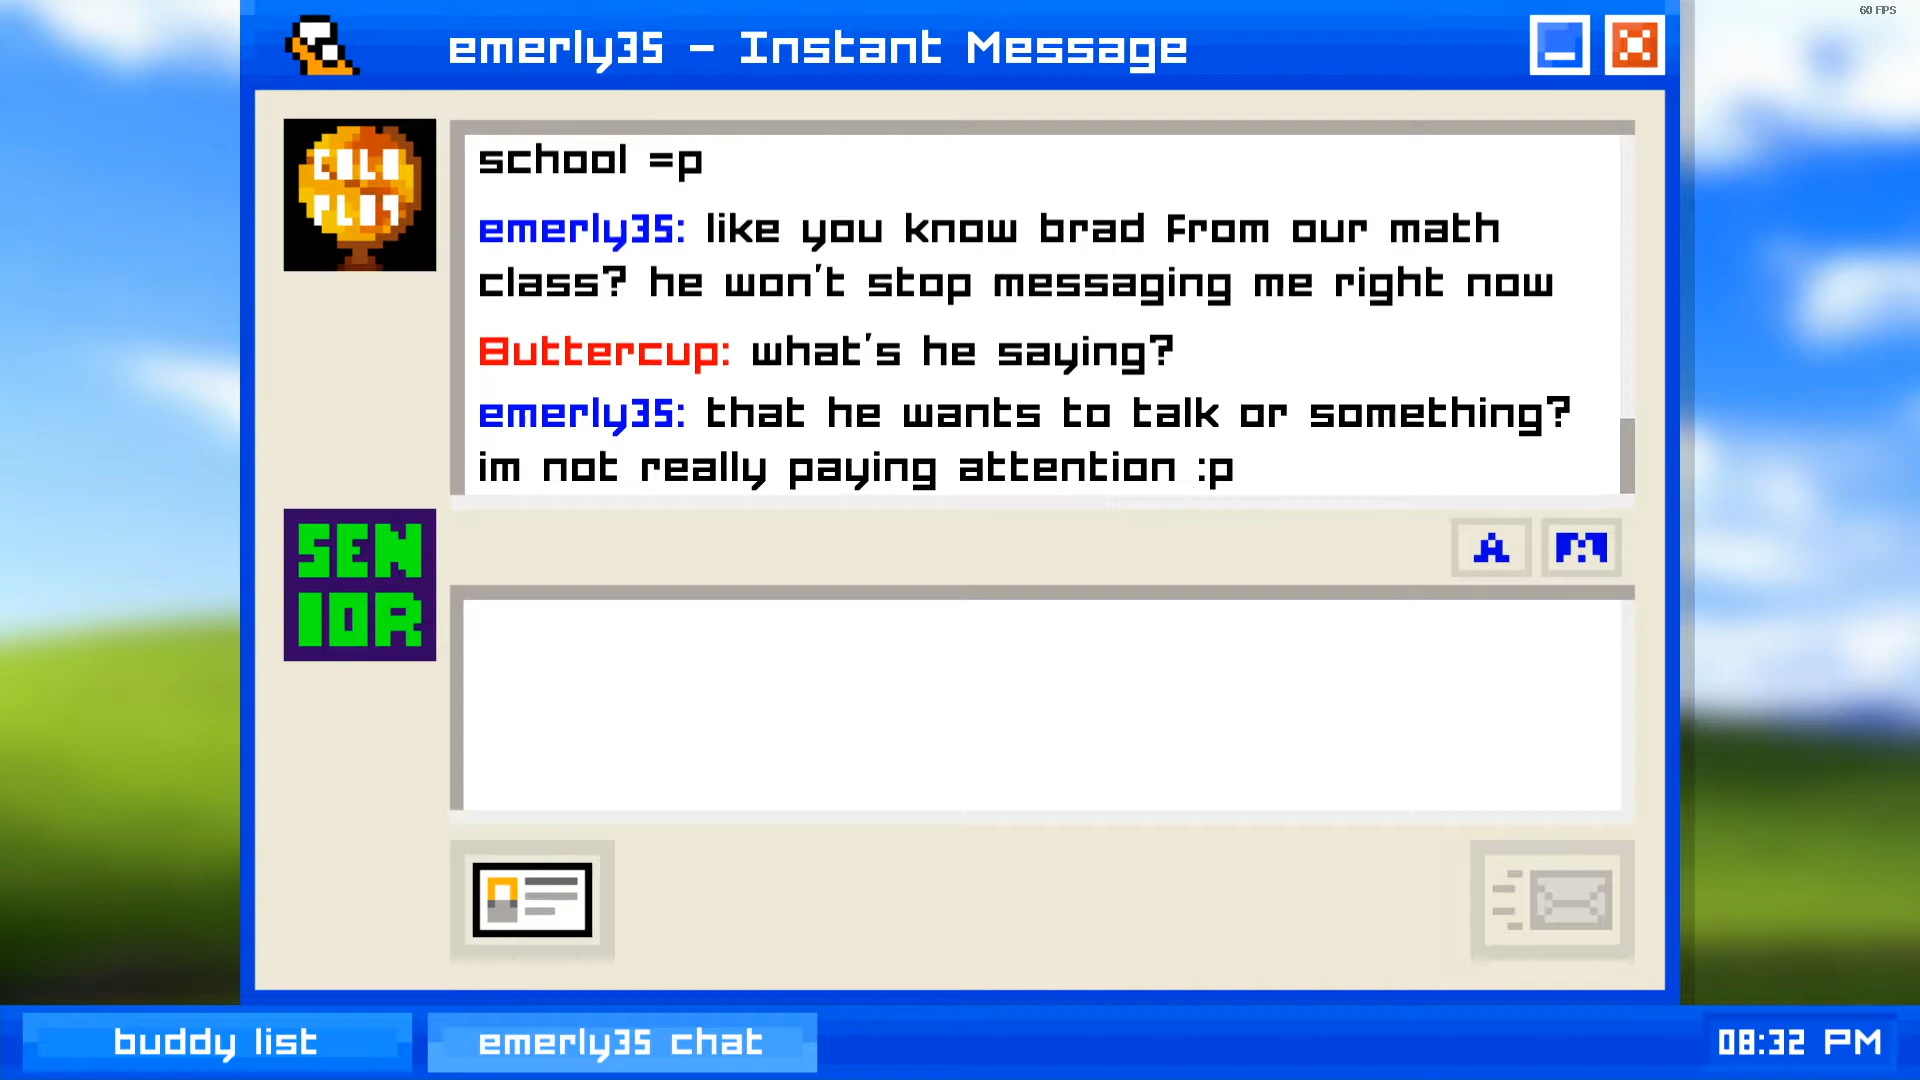 60 FPS
emerly35 - Instant Message
COLD
PLAY
school =p
emerly35: like you know brad from our math
class? he won't stop messaging me right now
Buttercup: what's he saying?
emerly35: that he wants to talk or something?
im not really paying attention :p
SEN
IOR
A
buddy list
emerly35 chat
08:32 PM